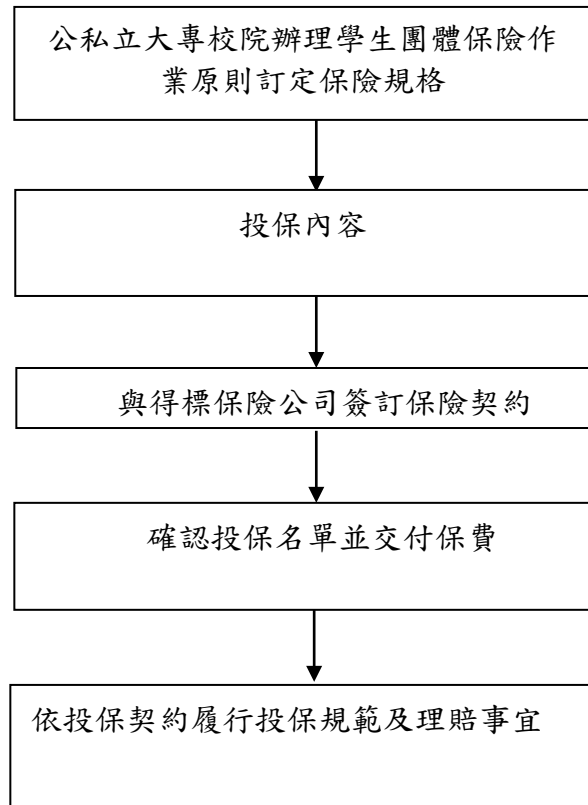 公私立大專校院辦理學生團體保險作
業原則訂定保險規格
投保內容
與得標保險公司簽訂保險契約
確認投保名單並交付保費
依投保契約履行投保規範及理賠事宜